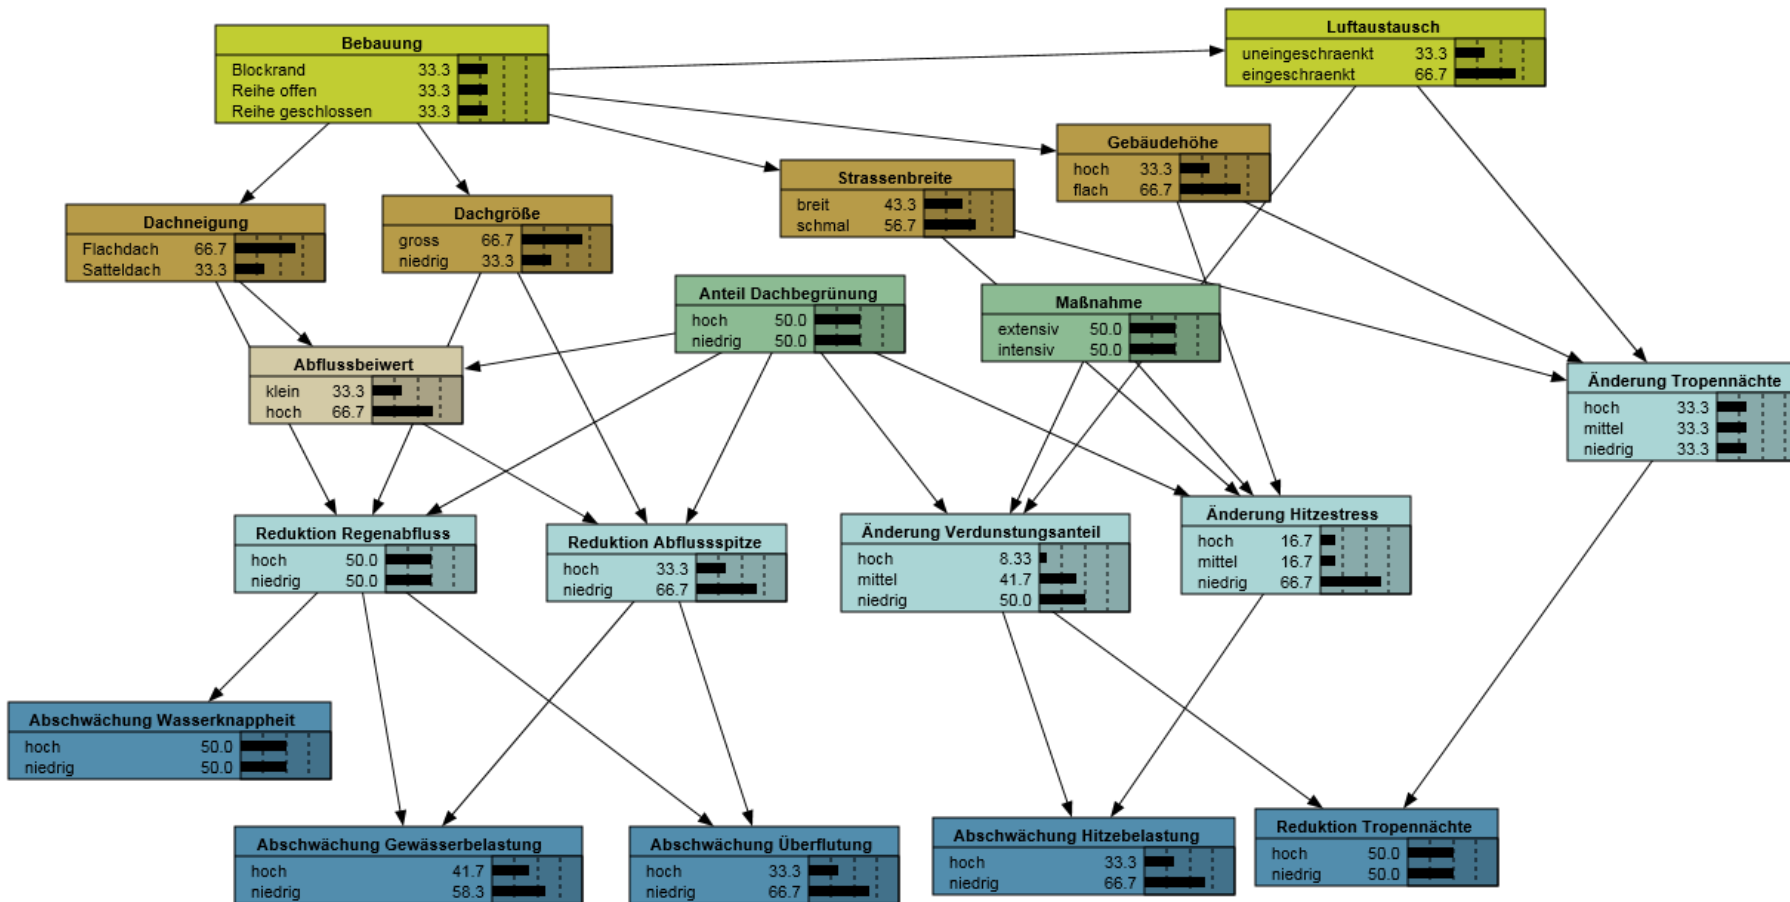 Bebauung
Blockrand 33.3
Reihe offen 33.3
Reihe geschlossen 33.3
Luftaustausch
uneingeschraenkt 33.3
eingeschraenkt 66.7
Gebäudehöhe
hoch 33.3
flach 66.7
Strassenbreite
breit 43.3
schmal 56.7
Dachneigung
Flachdach 66.7
Satteldach 33.3
Dachgröße
gross 66.7
niedrig 33.3
Anteil Dachbegrünung
hoch 50.0
niedrig 50.0
Maßnahme
extensiv 50.0
intensiv 50.0
Abflussbeiwert
klein 33.3
hoch 66.7
Änderung Tropennächte
hoch 33.3
mittel 33.3
niedrig 33.3
Reduktion Regenabfluss
hoch 50.0
niedrig 50.0
Reduktion Abflussspitze
hoch 33.3
niedrig 66.7
Änderung Verdunstungsanteil
hoch 8.33
mittel 41.7
niedrig 50.0
Änderung Hitzestress
hoch 16.7
mittel 16.7
niedrig 66.7
Abschwächung Wasserknappheit
hoch 50.0
niedrig 50.0
Abschwächung Gewässerbelastung
hoch 41.7
niedrig 58.3
Abschwächung Überflutung
hoch 33.3
niedrig 66.7
Abschwächung Hitzebelastung
hoch 33.3
niedrig 66.7
Reduktion Tropennächte
hoch 50.0
niedrig 50.0